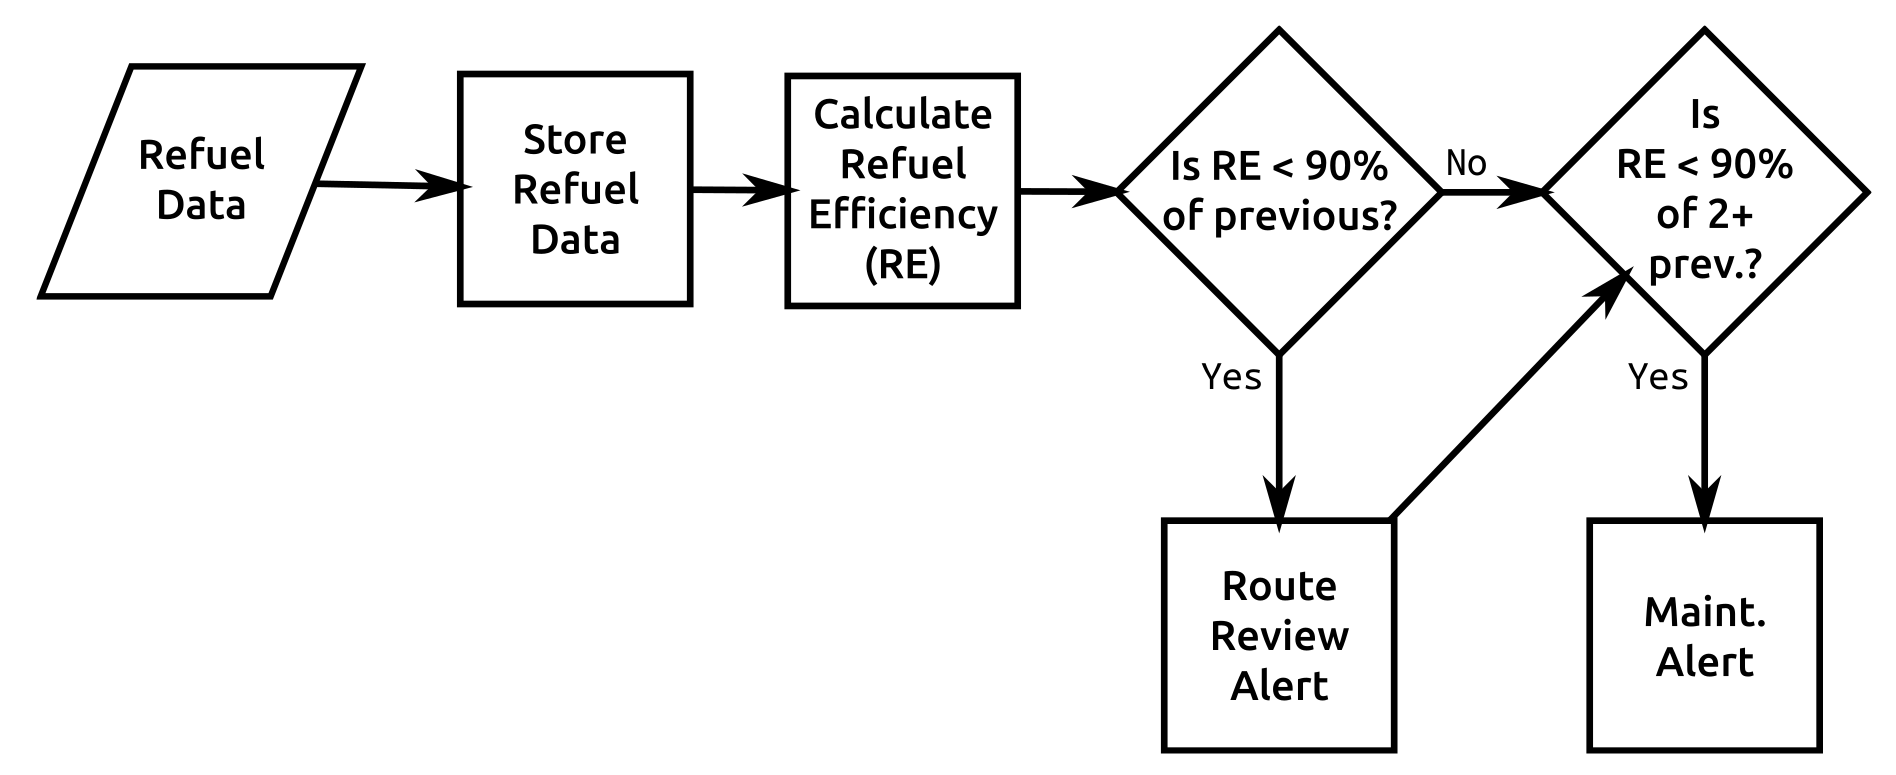 Refuel
Data
Store
Refuel
Data
Calculate
Refuel
Efficiency
(RE)
Is RE < 90%
of previous?
No
Is
RE < 90%
of 2+
prev.?
Yes
Yes
Route
Review
Alert
Maint.
Alert